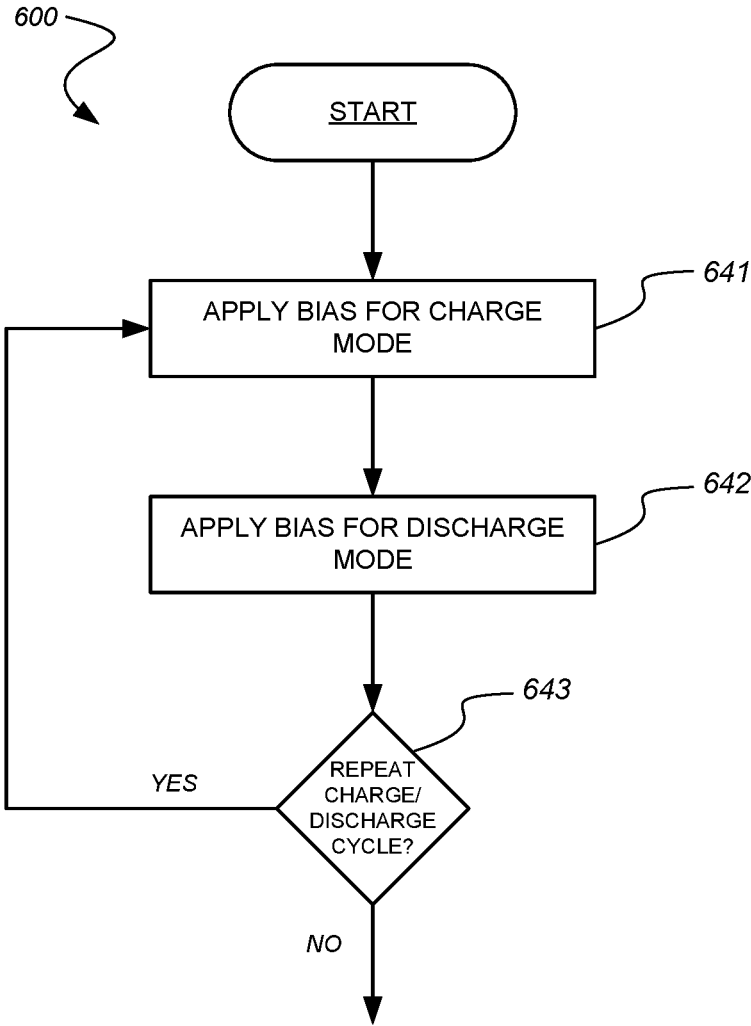 600
START
641
APPLY BIAS FOR CHARGE
MODE
642
APPLY BIAS FOR DISCHARGE
MODE
643
REPEAT
CHARGE/
DISCHARGE
CYCLE?
YES
NO